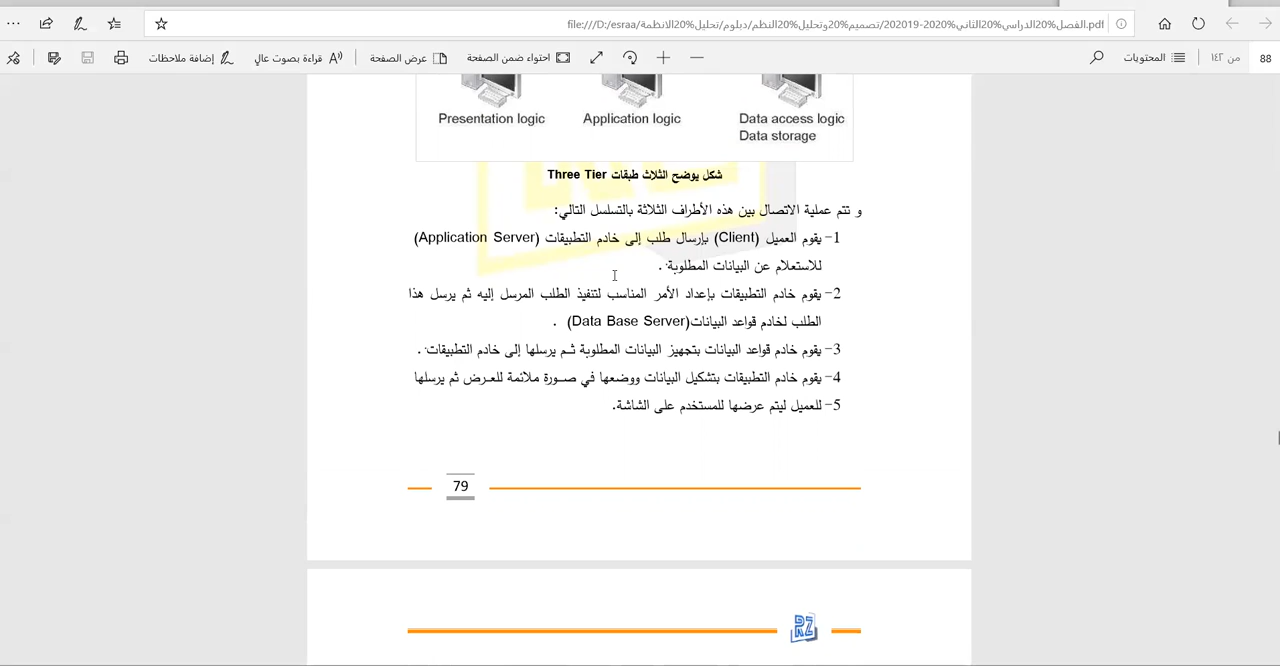 file:///D:/esraa/تحليل%20الانظمة/دبلوم/تصميم%20وتحليل%20النظم/202019-2020%الفصل%20الدراسي%20الثاني.pdf
88 من ١٤٢
المحتويات
احتواء ضمن الصفحة
عرض الصفحة
قراءة بصوت عالٍ
إضافة ملاحظات
Presentation logic
Application logic
Data access logic
Data storage
شكل يوضح الثلاث طبقات Three Tier
و تتم عملية الاتصال بين هذه الأطراف الثلاثة بالتسلسل التالي:
1- يقوم العميل (Client) بإرسال طلب إلى خادم التطبيقات (Application Server)
للاستعلام عن البيانات المطلوبة .
2- يقوم خادم التطبيقات بإعداد الأمر المناسب لتنفيذ الطلب المرسل إليه ثم يرسل هذا
الطلب لخادم قواعد البيانات(Data Base Server) .
3- يقوم خادم قواعد البيانات بتجهيز البيانات المطلوبة ثم يرسلها إلى خادم التطبيقات .
4- يقوم خادم التطبيقات بتشكيل البيانات ووضعها في صورة ملائمة للعرض ثم يرسلها
5- للعميل ليتم عرضها للمستخدم على الشاشة.
79
RZ